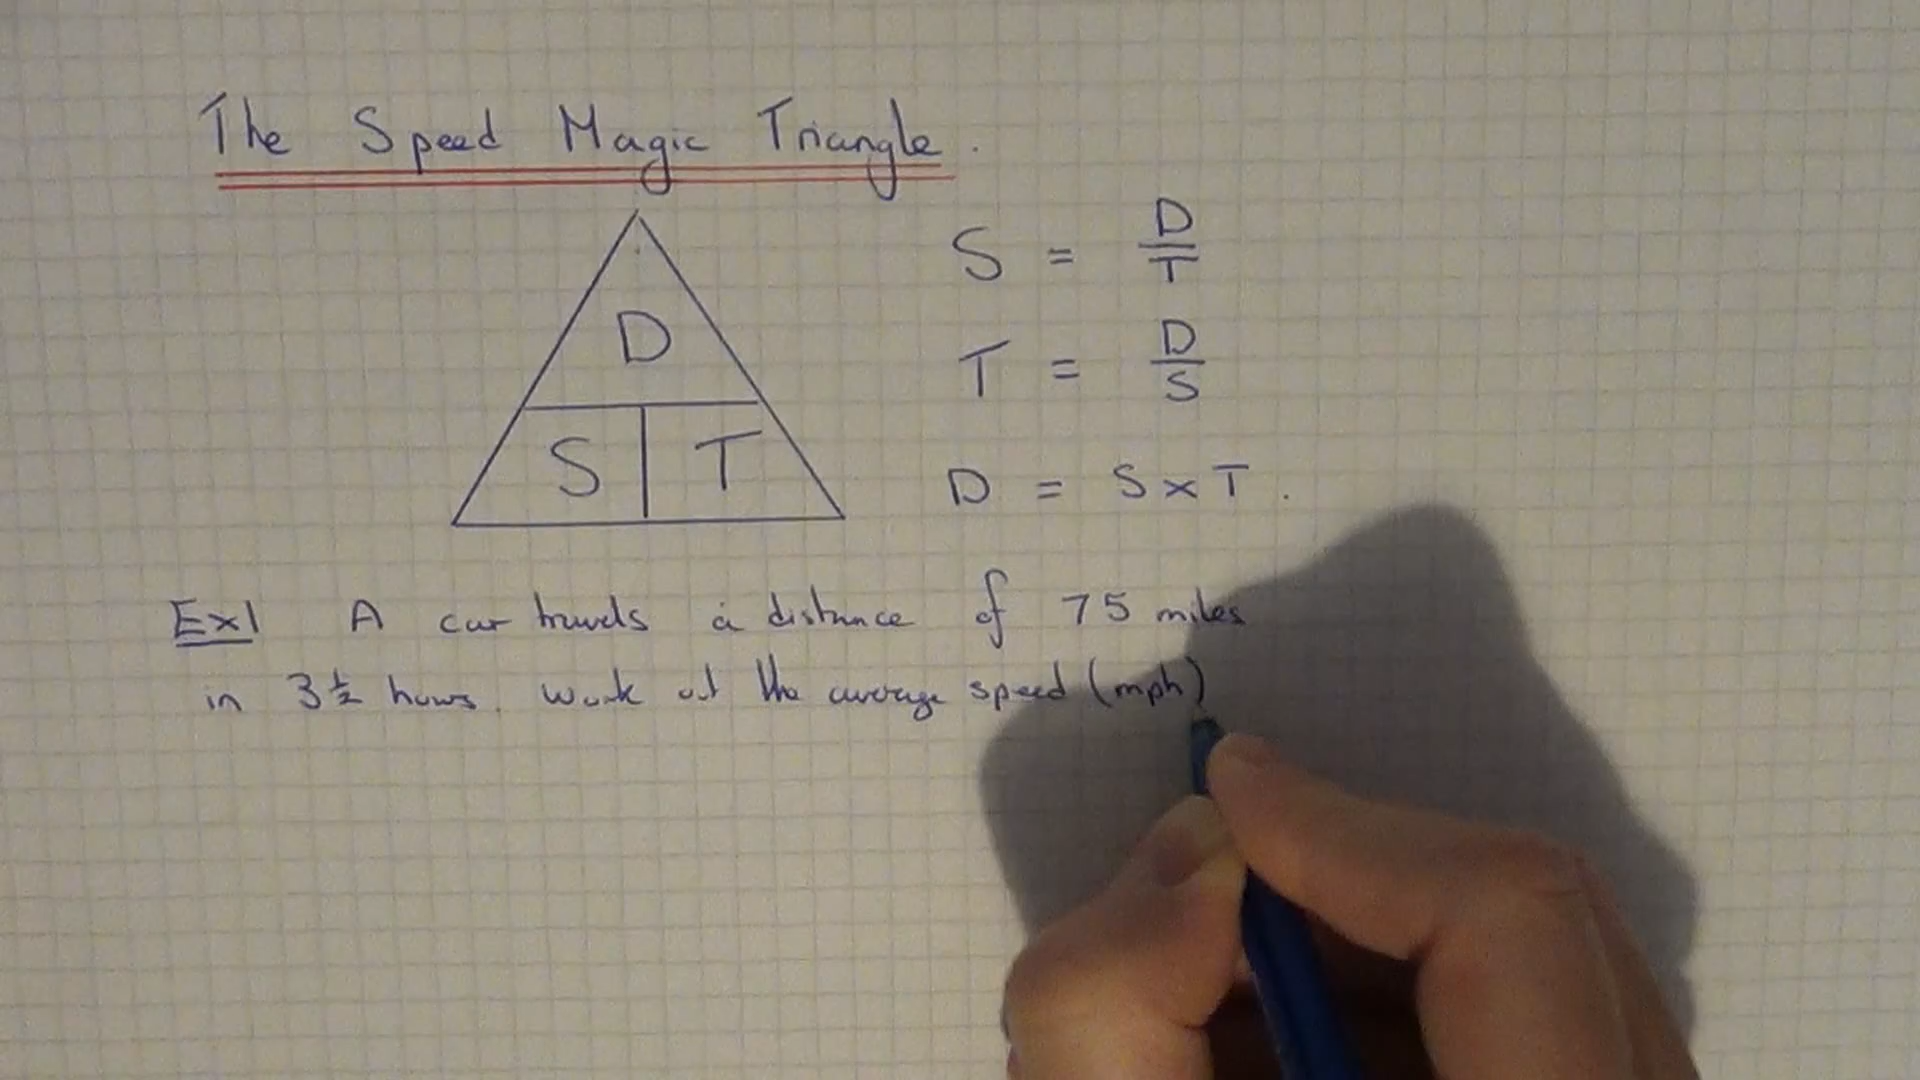 The Speed Magic Triangle.
D
S T
S = D/T
T = D/S
D = S x T.
Ex1 A car travels a distance of 75 miles
in 3½ hours. Work out the average speed (mph)